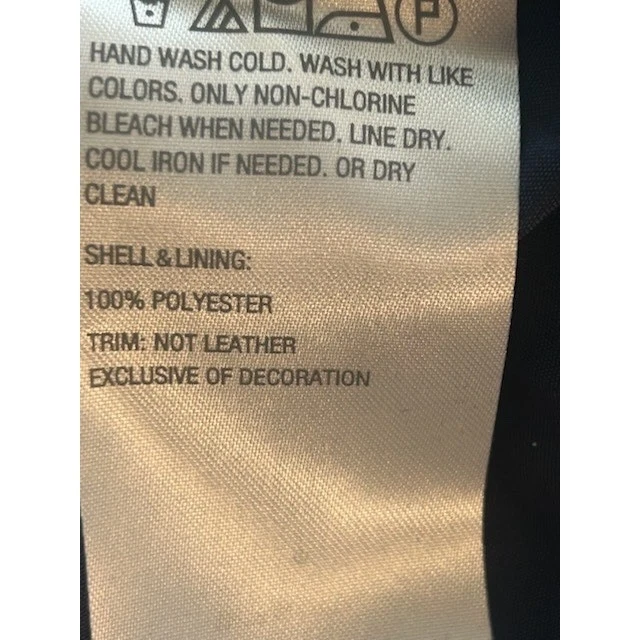 P
HAND WASH COLD. WASH WITH LIKE
COLORS. ONLY NON-CHLORINE
BLEACH WHEN NEEDED. LINE DRY.
COOL IRON IF NEEDED. OR DRY
CLEAN
SHELL & LINING:
100% POLYESTER
TRIM: NOT LEATHER
EXCLUSIVE OF DECORATION